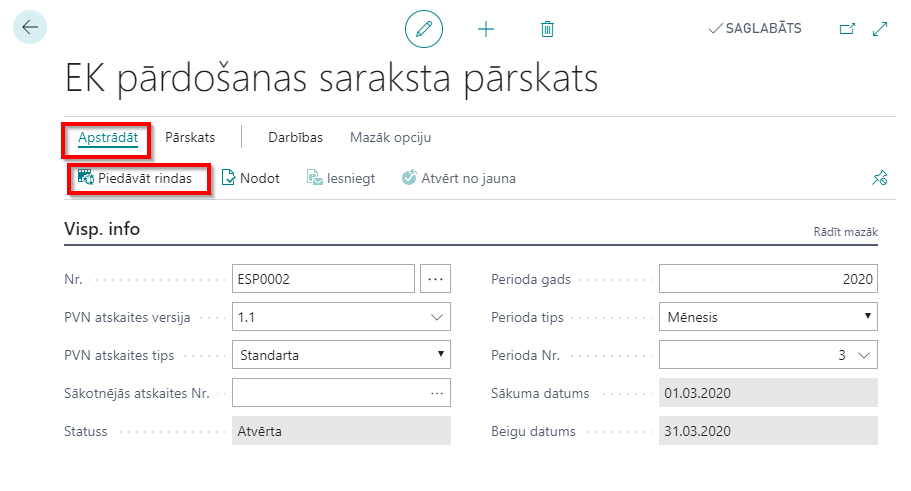 SAGLABĀTS
EK pārdošanas saraksta pārskats
Apstrādāt Pārskats Darbības Mazāk opciju
Piedāvāt rindas Nodot Iesniegt Atvērt no jauna
Visp. info Rādīt mazāk
Nr. ESP0002 Perioda gads 2020
PVN atskaites versija 1.1 Perioda tips Mēnesis
PVN atskaites tips Standarta Perioda Nr. 3
Sākotnējās atskaites Nr. Sākuma datums 01.03.2020
Statuss Atvērta Beigu datums 31.03.2020